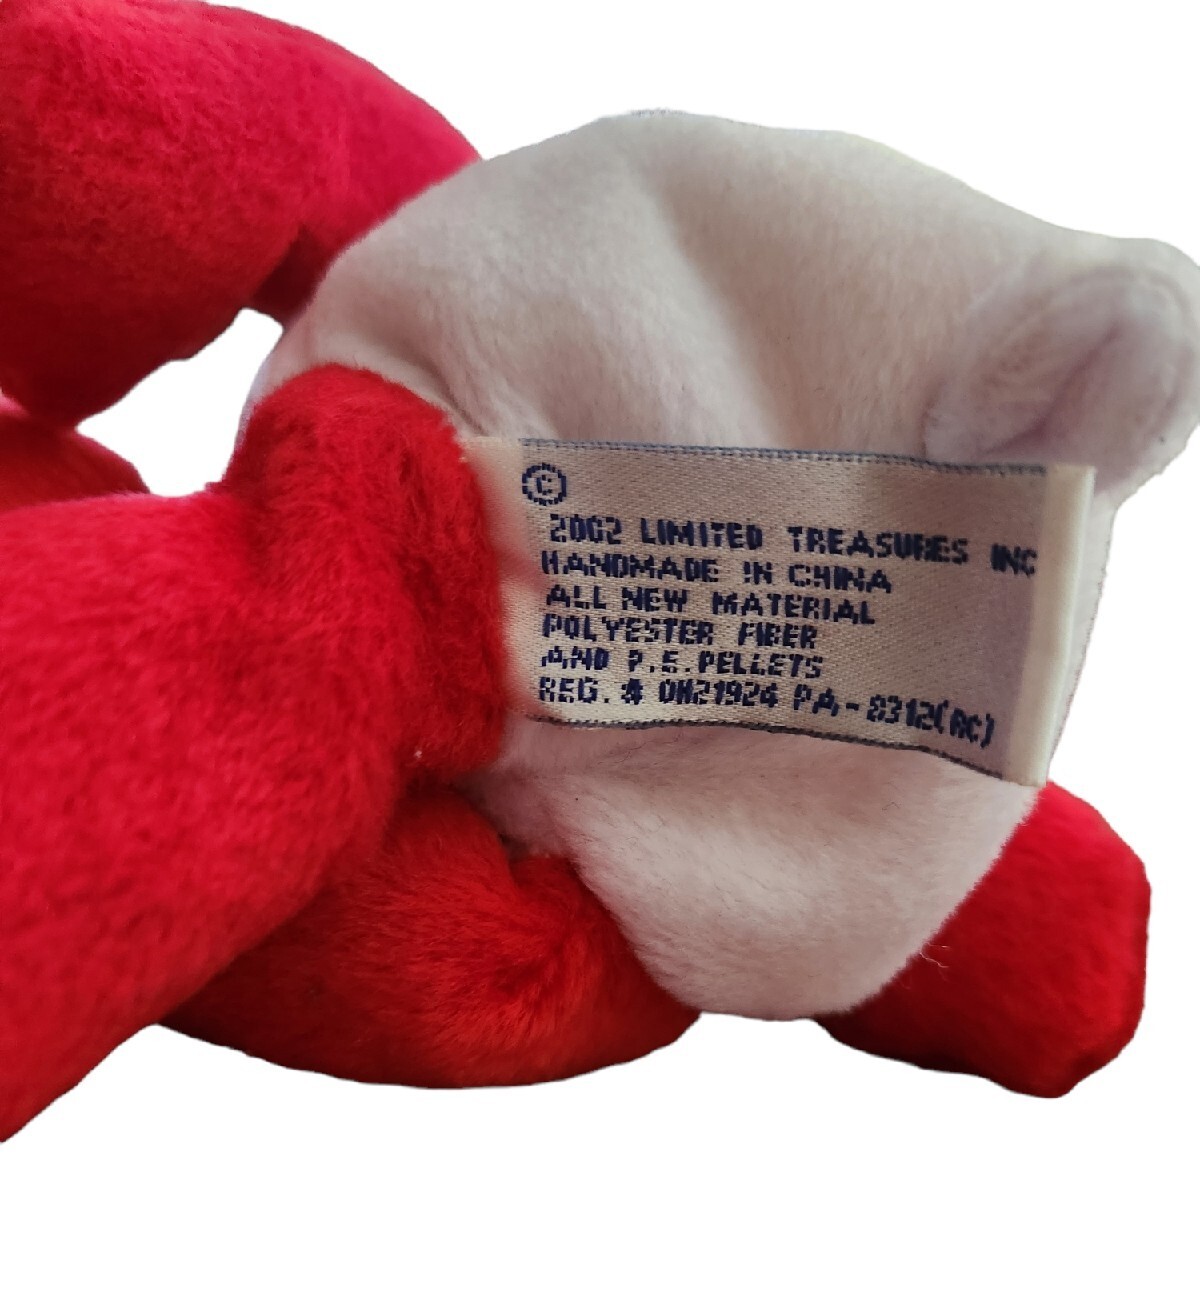 ©
2002 LIMITED TREASURES INC
HANDMADE IN CHINA
ALL NEW MATERIAL
POLYESTER FIBER
AND P.E. PELLETS
REG. # OH21924 PA-8312(RC)